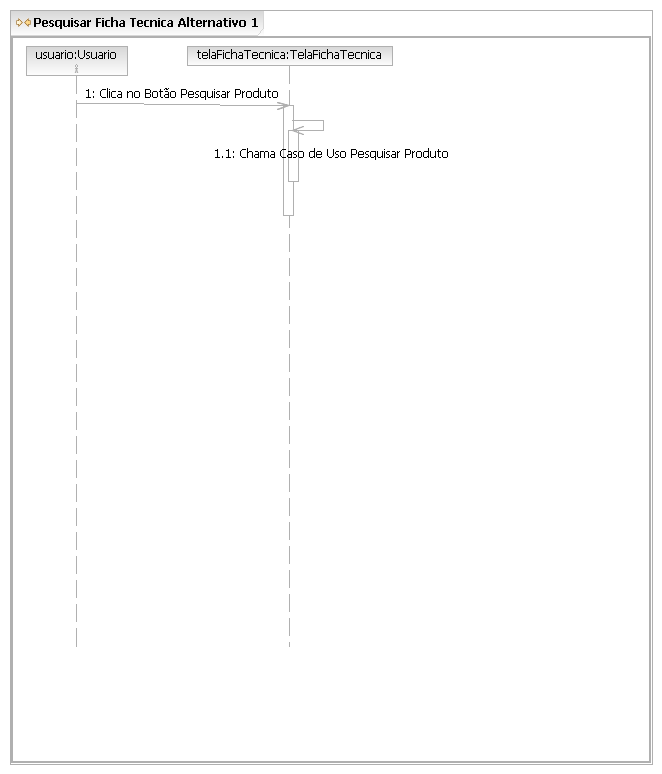 Pesquisar Ficha Tecnica Alternativo 1
usuario:Usuario
telaFichaTecnica:TelaFichaTecnica
1: Clica no Botão Pesquisar Produto
1.1: Chama Caso de Uso Pesquisar Produto